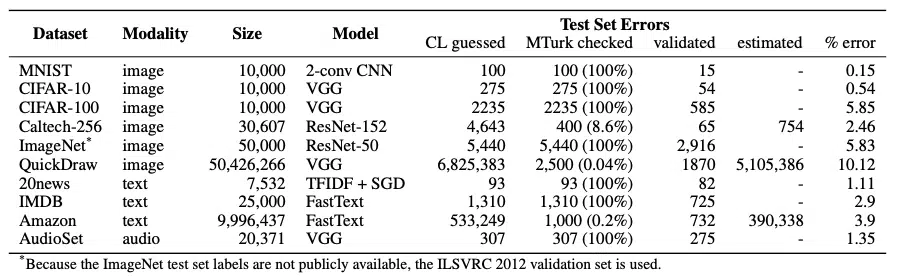 Test Set Errors
Dataset Modality Size Model CL guessed MTurk checked validated estimated % error
MNIST image 10,000 2-conv CNN 100 100 (100%) 15 - 0.15
CIFAR-10 image 10,000 VGG 275 275 (100%) 54 - 0.54
CIFAR-100 image 10,000 VGG 2235 2235 (100%) 585 - 5.85
Caltech-256 image 30,607 ResNet-152 4,643 400 (8.6%) 65 754 2.46
ImageNet* image 50,000 ResNet-50 5,440 5,440 (100%) 2,916 - 5.83
QuickDraw image 50,426,266 VGG 6,825,383 2,500 (0.04%) 1870 5,105,386 10.12
20news text 7,532 TFIDF + SGD 93 93 (100%) 82 - 1.11
IMDB text 25,000 FastText 1,310 1,310 (100%) 725 - 2.9
Amazon text 9,996,437 FastText 533,249 1,000 (0.2%) 732 390,338 3.9
AudioSet audio 20,371 VGG 307 307 (100%) 275 - 1.35
*Because the ImageNet test set labels are not publicly available, the ILSVRC 2012 validation set is used.